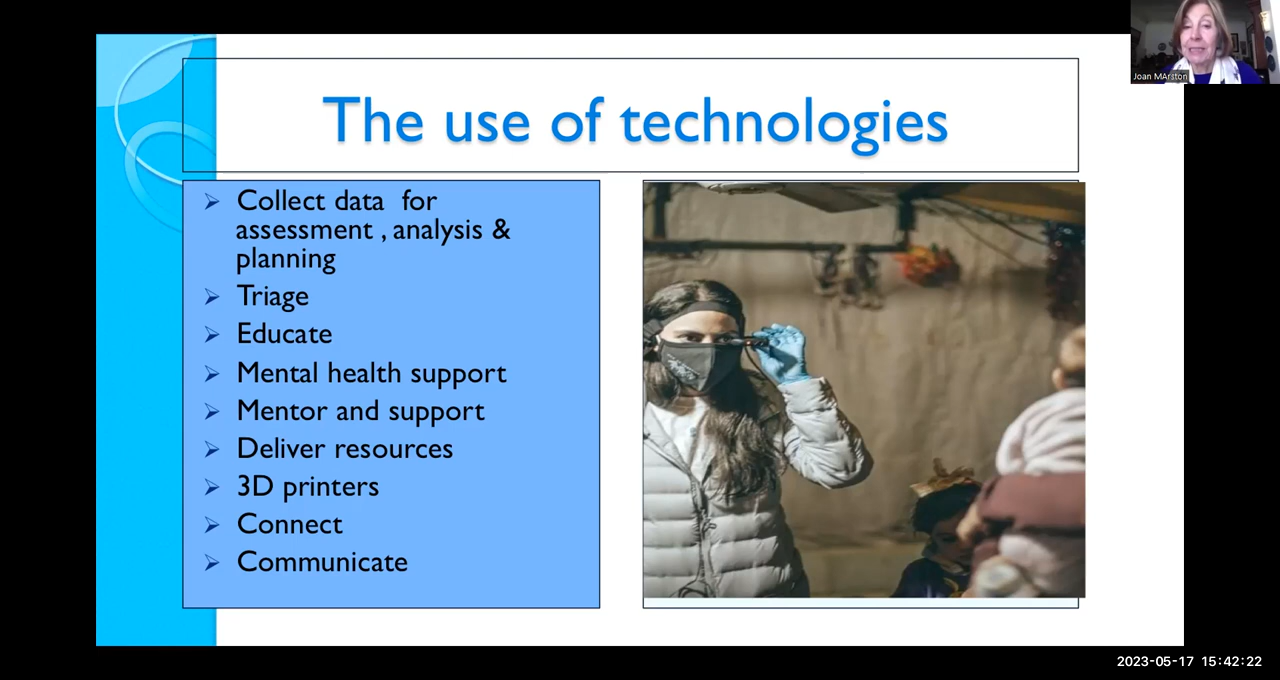 Joan MArston
The use of technologies
Collect data for
assessment , analysis &
planning
Triage
Educate
Mental health support
Mentor and support
Deliver resources
3D printers
Connect
Communicate
2023-05-17 15:42:22